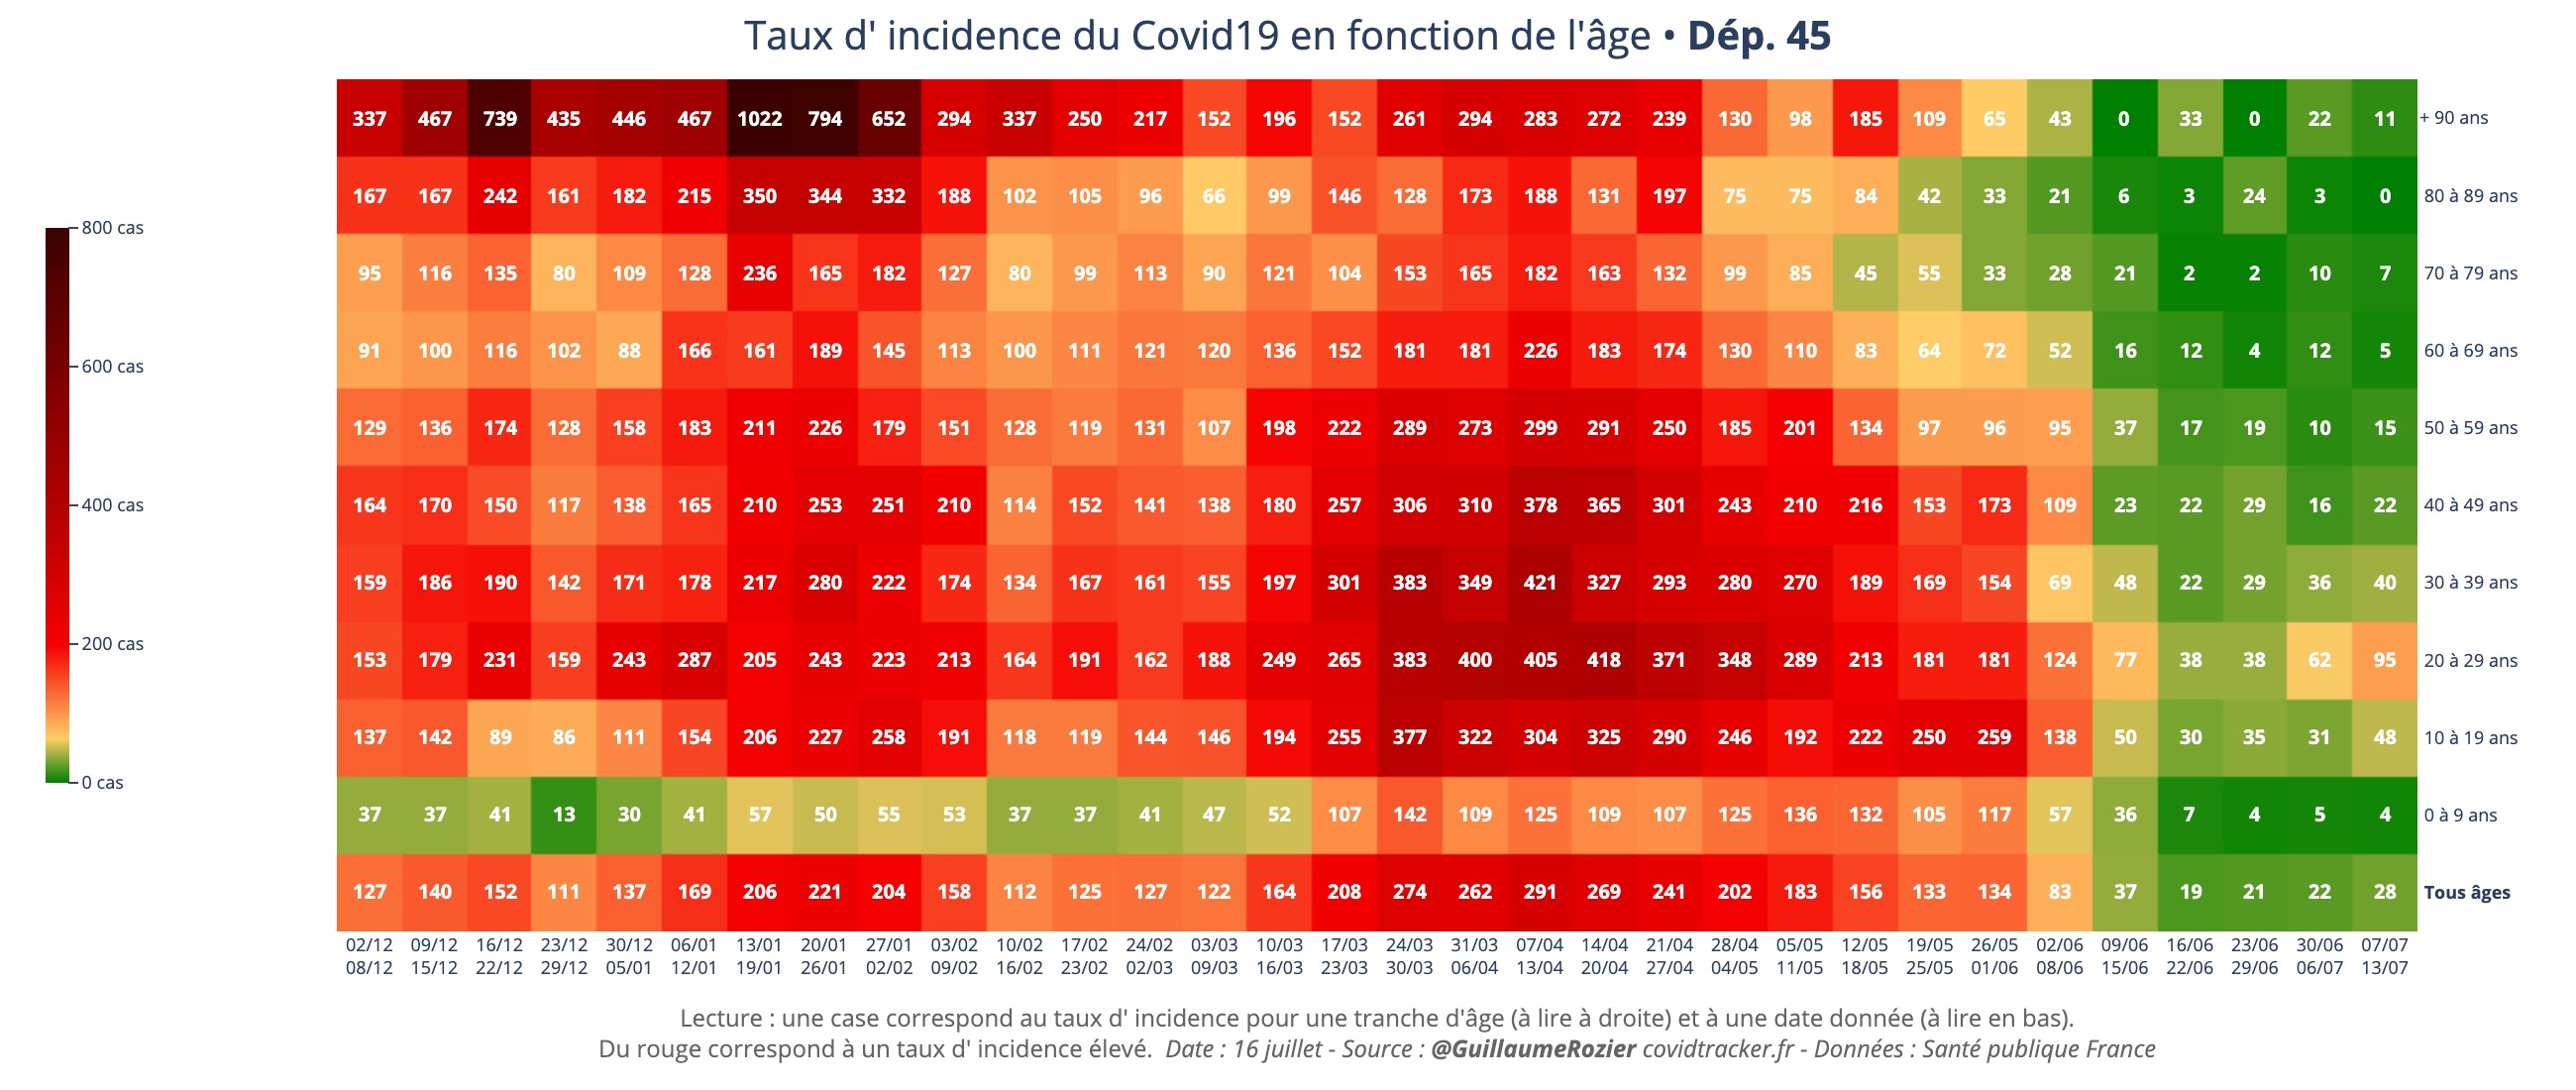 Taux d' incidence du Covid19 en fonction de l'âge • Dép. 45
800 cas
600 cas
400 cas
200 cas
0 cas
337 467 739 435 446 467 1022 794 652 294 337 250 217 152 196 152 261 294 283 272 239 130 98 185 109 65 43 0 33 0 22 11 + 90 ans
167 167 242 161 182 215 350 344 332 188 102 105 96 66 99 146 128 173 188 131 197 75 75 84 42 33 21 6 3 24 3 0 80 à 89 ans
95 116 135 80 109 128 236 165 182 127 80 99 113 90 121 104 153 165 182 163 132 99 85 45 55 33 28 21 2 2 10 7 70 à 79 ans
91 100 116 102 88 166 161 189 145 113 100 111 121 120 136 152 181 181 226 183 174 130 110 83 64 72 52 16 12 4 12 5 60 à 69 ans
129 136 174 128 158 183 211 226 179 151 128 119 131 107 198 222 289 273 299 291 250 185 201 134 97 96 95 37 17 19 10 15 50 à 59 ans
164 170 150 117 138 165 210 253 251 210 114 152 141 138 180 257 306 310 378 365 301 243 210 216 153 173 109 23 22 29 16 22 40 à 49 ans
159 186 190 142 171 178 217 280 222 174 134 167 161 155 197 301 383 349 421 327 293 280 270 189 169 154 69 48 22 29 36 40 30 à 39 ans
153 179 231 159 243 287 205 243 223 213 164 191 162 188 249 265 383 400 405 418 371 348 289 213 181 181 124 77 38 38 62 95 20 à 29 ans
137 142 89 86 111 154 206 227 258 191 118 119 144 146 194 255 377 322 304 325 290 246 192 222 250 259 138 50 30 35 31 48 10 à 19 ans
37 37 41 13 30 41 57 50 55 53 37 37 41 47 52 107 142 109 125 109 107 125 136 132 105 117 57 36 7 4 5 4 0 à 9 ans
127 140 152 111 137 169 206 221 204 158 112 125 127 122 164 208 274 262 291 269 241 202 183 156 133 134 83 37 19 21 22 28 Tous âges
02/12 09/12 16/12 23/12 30/12 06/01 13/01 20/01 27/01 03/02 10/02 17/02 24/02 03/03 10/03 17/03 24/03 31/03 07/04 14/04 21/04 28/04 05/05 12/05 19/05 26/05 02/06 09/06 16/06 23/06 30/06 07/07
08/12 15/12 22/12 29/12 05/01 12/01 19/01 26/01 02/02 09/02 16/02 23/02 02/03 09/03 16/03 23/03 30/03 06/04 13/04 20/04 27/04 04/05 11/05 18/05 25/05 01/06 08/06 15/06 22/06 29/06 06/07 13/07
Lecture : une case correspond au taux d' incidence pour une tranche d'âge (à lire à droite) et à une date donnée (à lire en bas).
Du rouge correspond à un taux d' incidence élevé. Date : 16 juillet - Source : @GuillaumeRozier covidtracker.fr - Données : Santé publique France